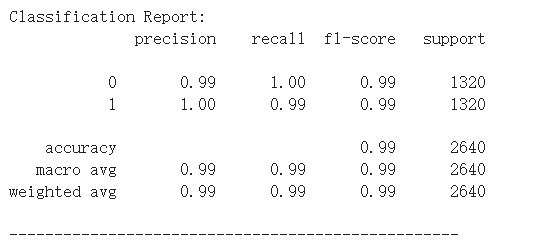 Classification Report:
precision recall f1-score support
0 0.99 1.00 0.99 1320
1 1.00 0.99 0.99 1320
accuracy 0.99 2640
macro avg 0.99 0.99 0.99 2640
weighted avg 0.99 0.99 0.99 2640
--------------------------------------------------